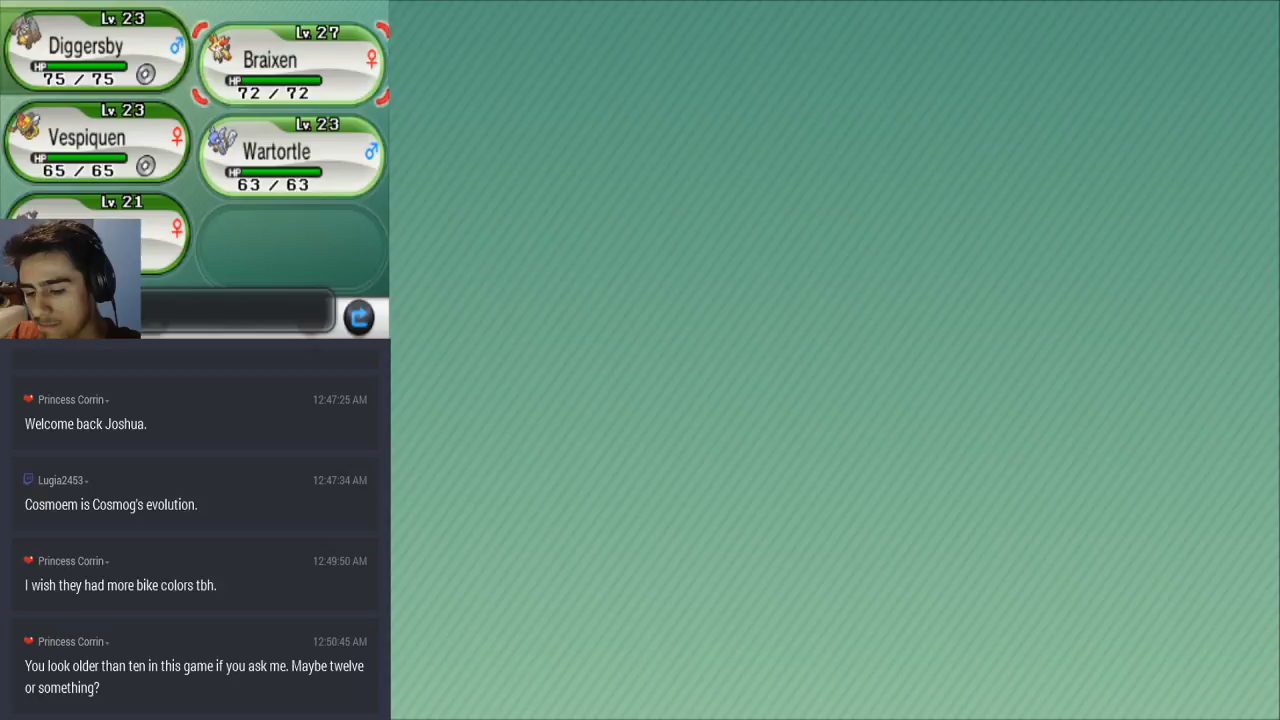 Lv. 23
Diggersby ♂
HP
75 / 75
Lv. 27
Braixen ♀
HP
72 / 72
Lv. 23
Vespiquen ♀
HP
65 / 65
Lv. 23
Wartortle ♂
HP
63 / 63
Lv. 21
♀
Princess Corrin 12:47:25 AM
Welcome back Joshua.
Lugia2453 12:47:34 AM
Cosmoem is Cosmog's evolution.
Princess Corrin 12:49:50 AM
I wish they had more bike colors tbh.
Princess Corrin 12:50:45 AM
You look older than ten in this game if you ask me. Maybe twelve
or something?